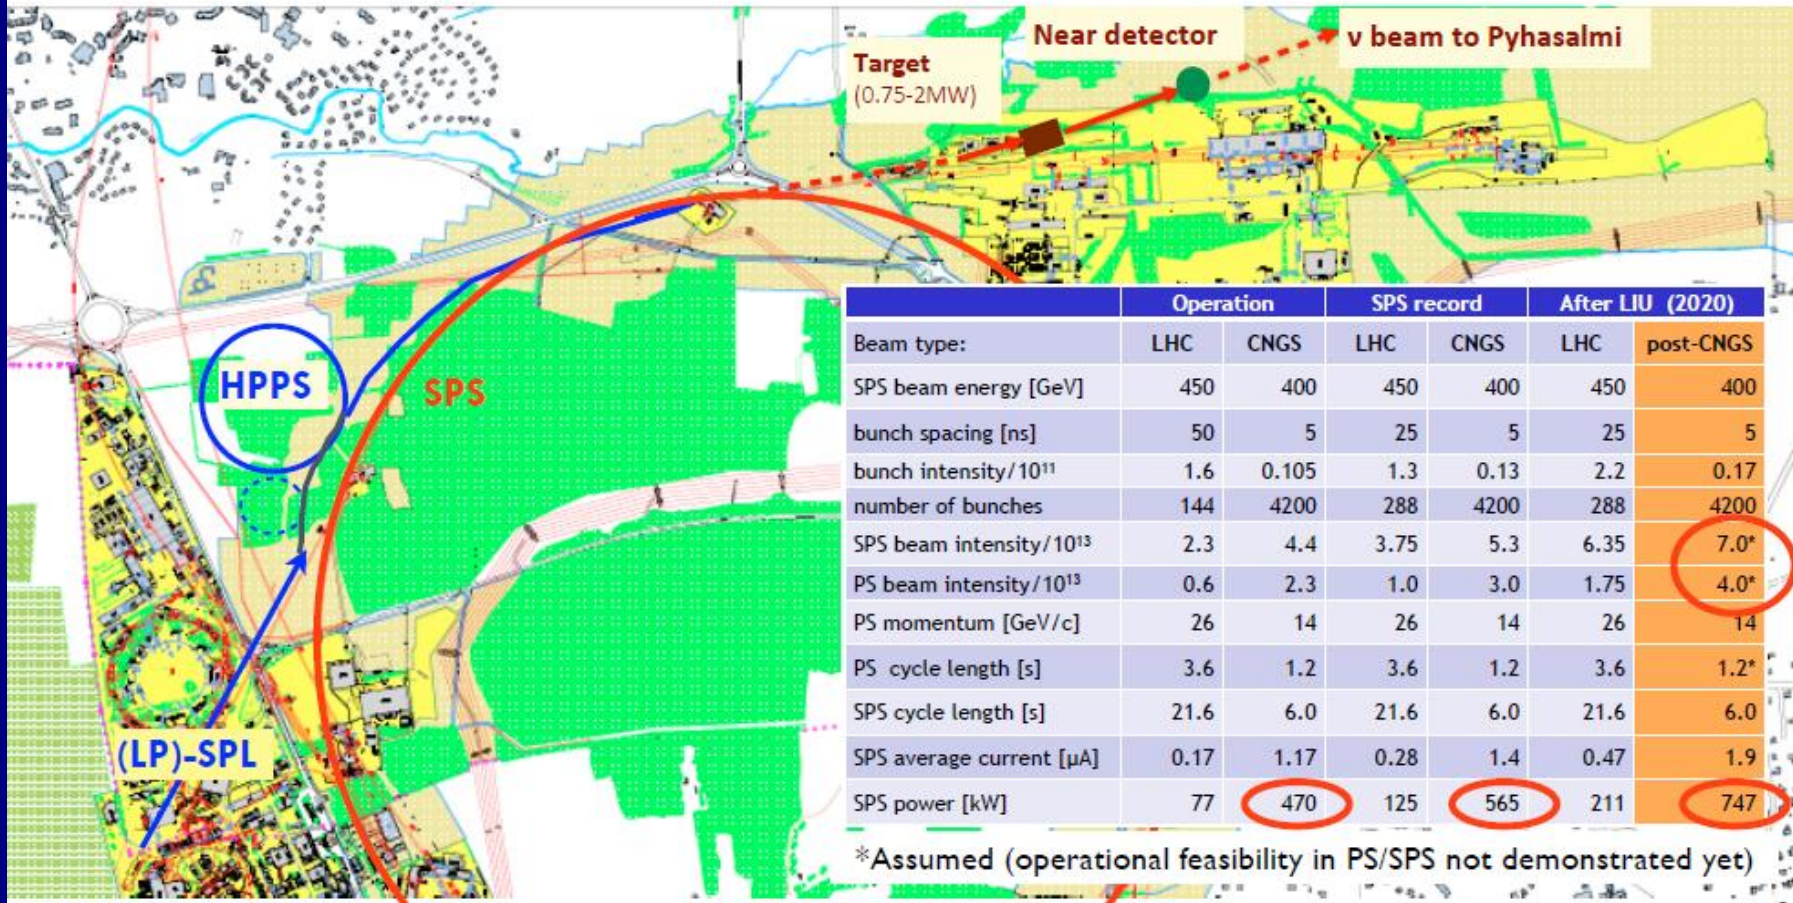 Near detector
ν beam to Pyhasalmi
Target
(0.75-2MW)
HPPS
SPS
(LP)-SPL
Operation SPS record After LIU (2020)
Beam type: LHC CNGS LHC CNGS LHC post-CNGS
SPS beam energy [GeV] 450 400 450 400 450 400
bunch spacing [ns] 50 5 25 5 25 5
bunch intensity/10¹¹ 1.6 0.105 1.3 0.13 2.2 0.17
number of bunches 144 4200 288 4200 288 4200
SPS beam intensity/10¹³ 2.3 4.4 3.75 5.3 6.35 7.0*
PS beam intensity/10¹³ 0.6 2.3 1.0 3.0 1.75 4.0*
PS momentum [GeV/c] 26 14 26 14 26 14
PS cycle length [s] 3.6 1.2 3.6 1.2 3.6 1.2*
SPS cycle length [s] 21.6 6.0 21.6 6.0 21.6 6.0
SPS average current [µA] 0.17 1.17 0.28 1.4 0.47 1.9
SPS power [kW] 77 470 125 565 211 747
*Assumed (operational feasibility in PS/SPS not demonstrated yet)